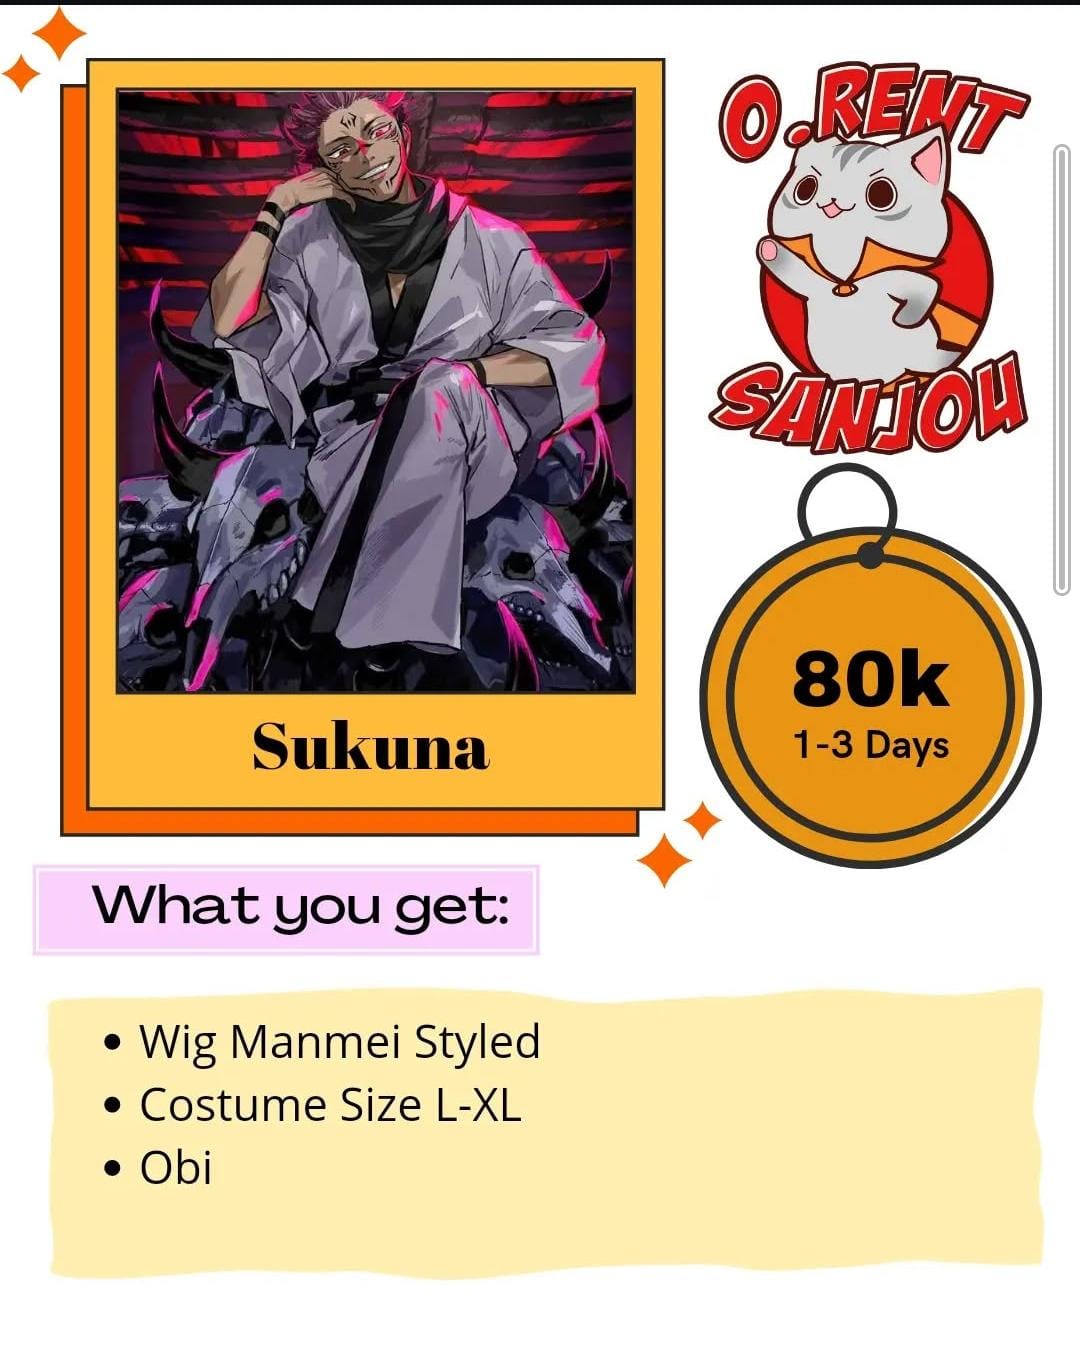 O.RENT
SANJOU
80k
1-3 Days
Sukuna
What you get:
• Wig Manmei Styled
• Costume Size L-XL
• Obi